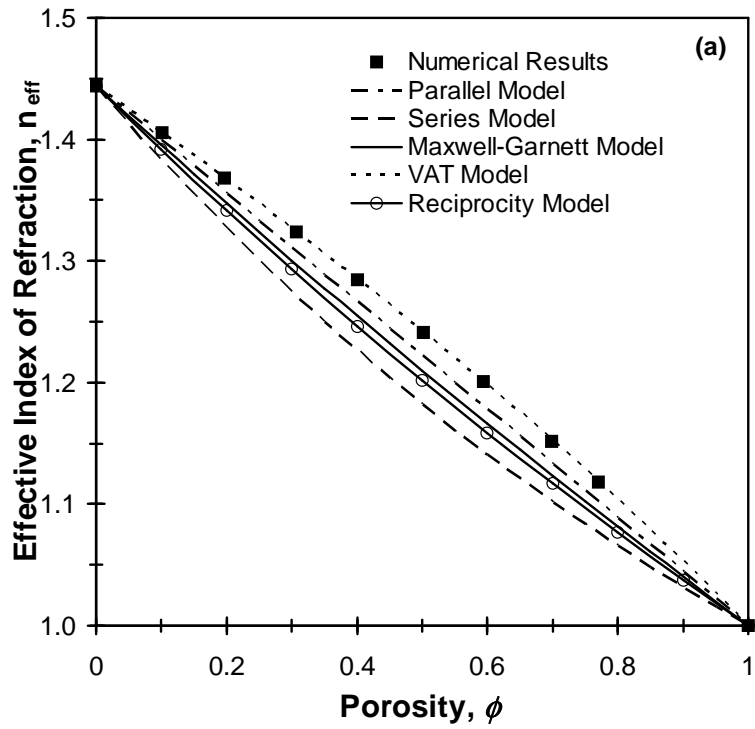 (a)
Numerical Results
Parallel Model
Series Model
Maxwell-Garnett Model
VAT Model
Reciprocity Model
Effective Index of Refraction, n_eff
1.5
1.4
1.3
1.2
1.1
1.0
0
0.2
0.4
0.6
0.8
1
Porosity, ϕ